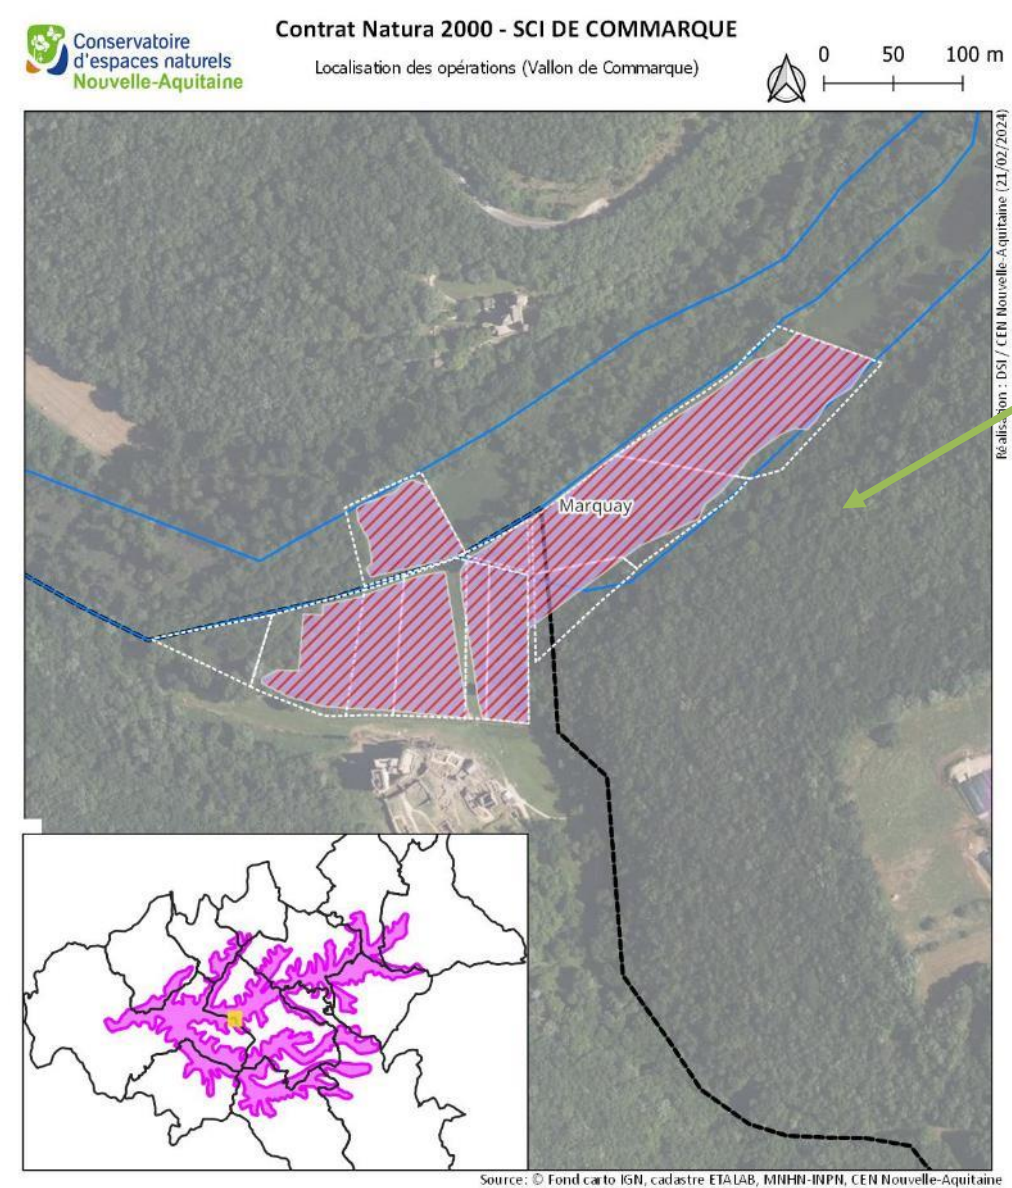 Contrat Natura 2000 - SCI DE COMMARQUE
Localisation des opérations (Vallon de Commarque)
Conservatoire
d'espaces naturels
Nouvelle-Aquitaine
0 50 100 m
Réalisation : DSI / CEN Nouvelle-Aquitaine (21/02/2024)
Marquay
Source: © Fond carto IGN, cadastre ETALAB, MNHN-INPN, CEN Nouvelle-Aquitaine